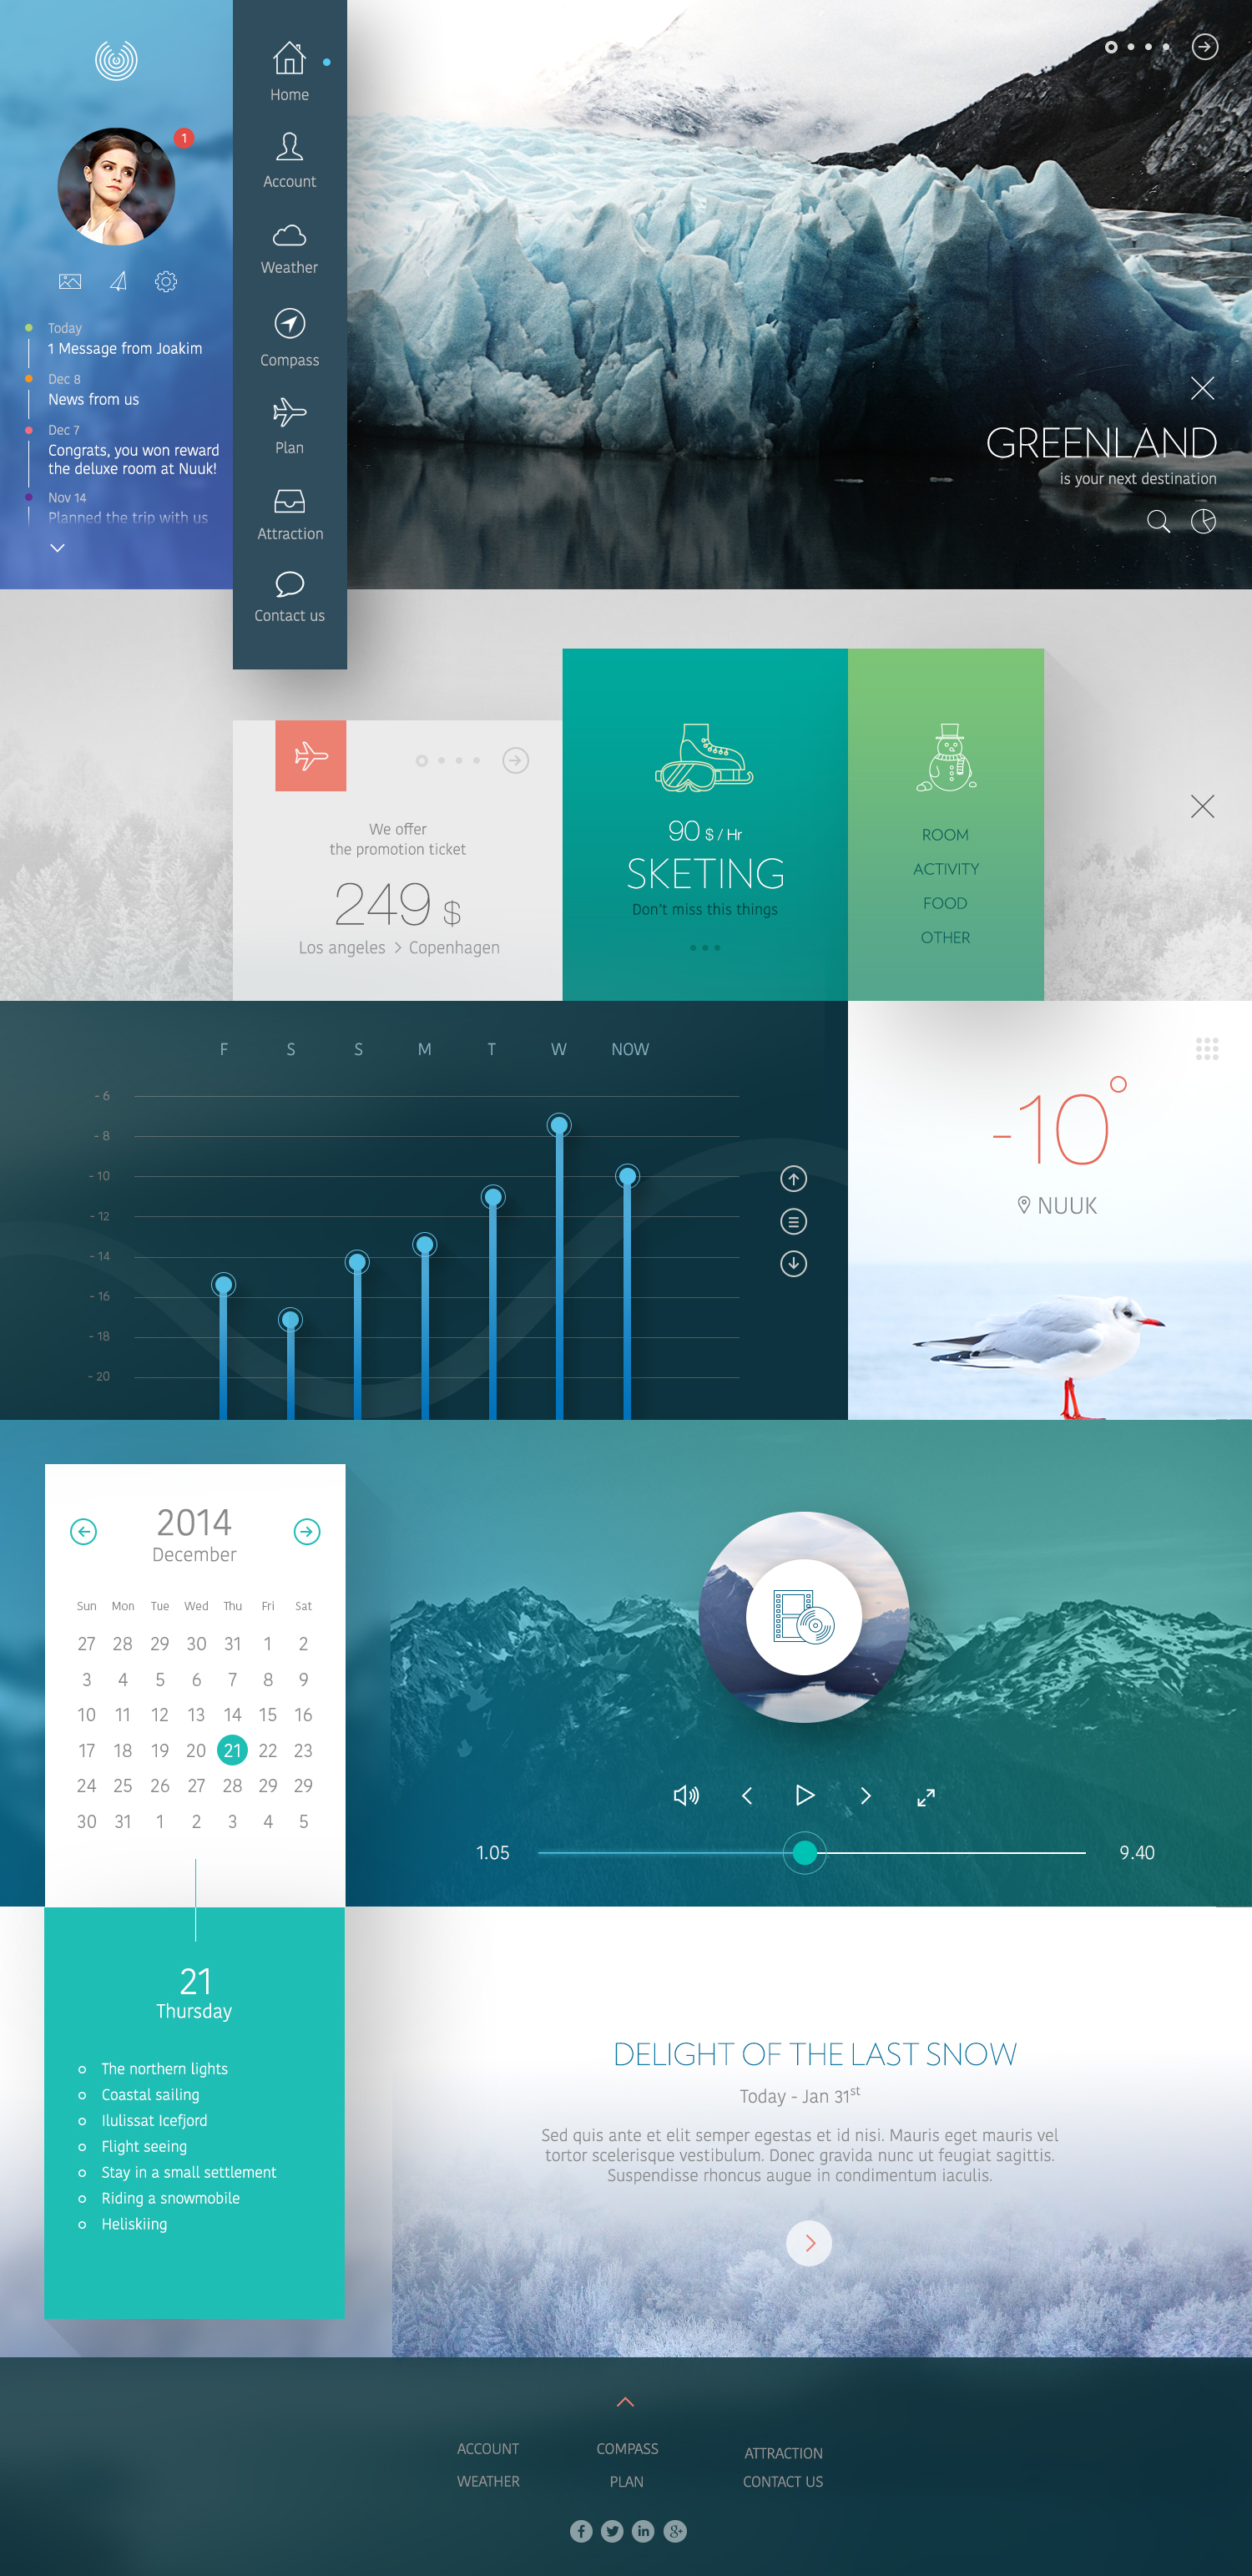 Home
Account
Weather
Compass
Plan
Attraction
Contact us
1
Today
1 Message from Joakim
Dec 8
News from us
Dec 7
Congrats, you won reward
the deluxe room at Nuuk!
Nov 14
Planned the trip with us
GREENLAND
is your next destination
We offer
the promotion ticket
249 $
Los angeles > Copenhagen
90 $ / Hr
SKETING
Don't miss this things
ROOM
ACTIVITY
FOOD
OTHER
F S S M T W NOW
- 6
- 8
- 10
- 12
- 14
- 16
- 18
- 20
-10°
NUUK
2014
December
Sun Mon Tue Wed Thu Fri Sat
27 28 29 30 31 1 2
3 4 5 6 7 8 9
10 11 12 13 14 15 16
17 18 19 20 21 22 23
24 25 26 27 28 29 29
30 31 1 2 3 4 5
1.05
9.40
21
Thursday
The northern lights
Coastal sailing
Ilulissat Icefjord
Flight seeing
Stay in a small settlement
Riding a snowmobile
Heliskiing
DELIGHT OF THE LAST SNOW
Today - Jan 31st
Sed quis ante et elit semper egestas et id nisi. Mauris eget mauris vel
tortor scelerisque vestibulum. Donec gravida nunc ut feugiat sagittis.
Suspendisse rhoncus augue in condimentum iaculis.
ACCOUNT COMPASS ATTRACTION
WEATHER PLAN CONTACT US
f in g+